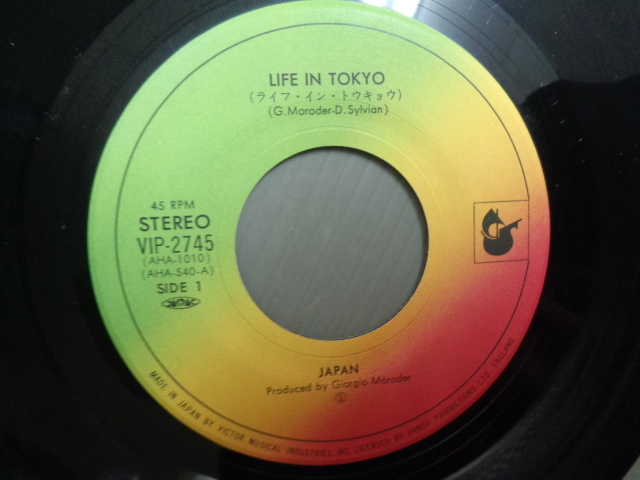 LIFE IN TOKYO
(ライフ・イン・トウキョウ)
(G.Moroder-D.Sylvian)
45 RPM
STEREO
VIP-2745
(AHA-1010)
(AHA-540-A)
SIDE 1
JAPAN
Produced by Giorgio Moroder
①
MADE IN JAPAN BY VICTOR MUSICAL INDUSTRIES, INC. LICENSED BY HANSA PRODUCTIONS LTD. ENGLAND